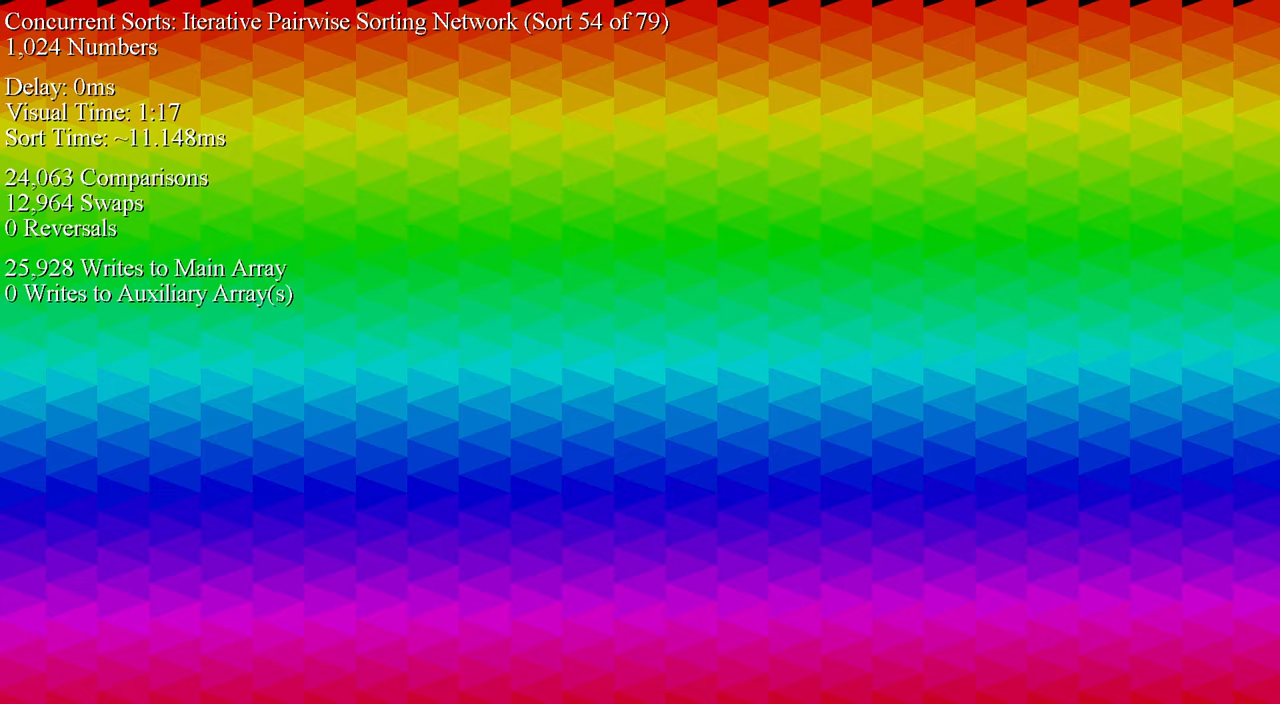 Concurrent Sorts: Iterative Pairwise Sorting Network (Sort 54 of 79)
1,024 Numbers
Delay: 0ms
Visual Time: 1:17
Sort Time: ~11.148ms
24,063 Comparisons
12,964 Swaps
0 Reversals
25,928 Writes to Main Array
0 Writes to Auxiliary Array(s)